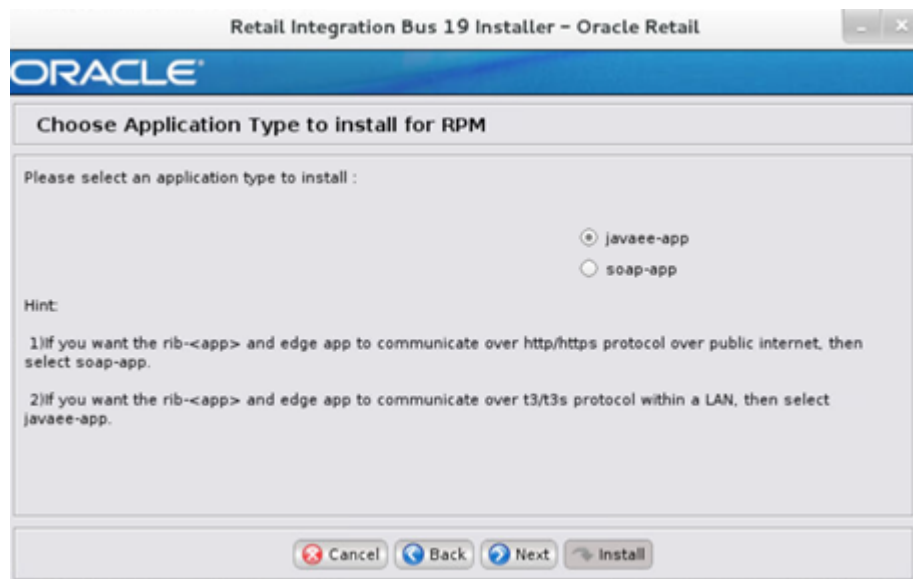 Retail Integration Bus 19 Installer – Oracle Retail
ORACLE
Choose Application Type to install for RPM
Please select an application type to install :
javaee-app
soap-app
Hint:
1)If you want the rib-<app> and edge app to communicate over http/https protocol over public internet, then
select soap-app.
2)If you want the rib-<app> and edge app to communicate over t3/t3s protocol within a LAN, then select
javaee-app.
Cancel Back Next Install